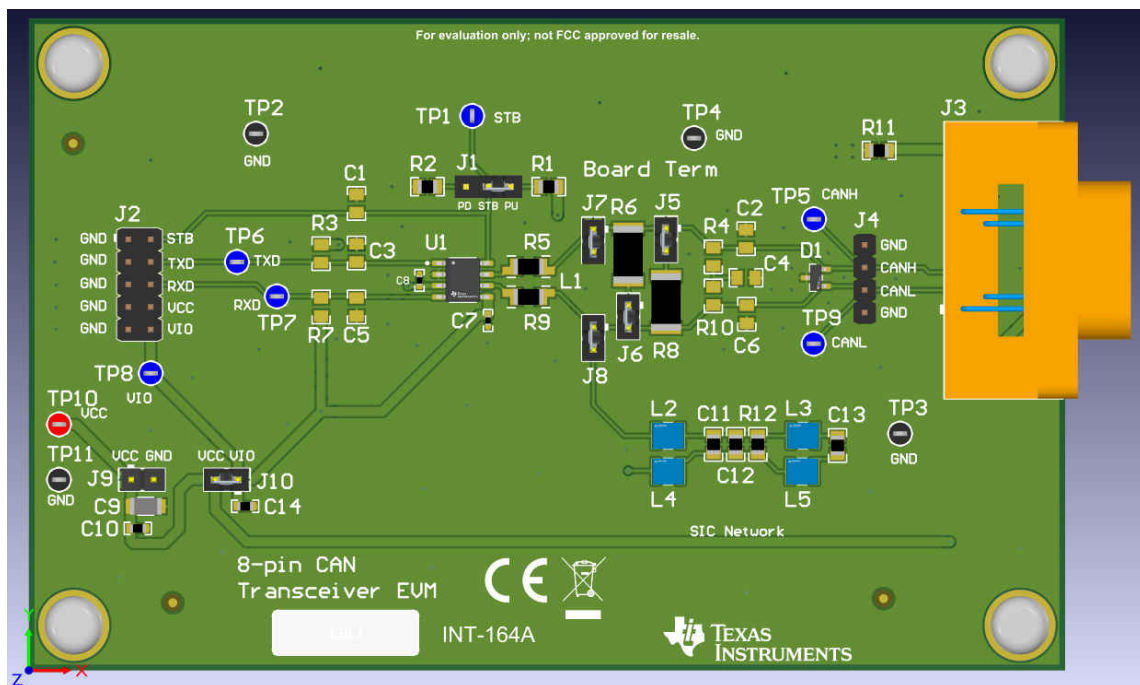 For evaluation only; not FCC approved for resale.
TP2
GND
TP1
STB
TP4
GND
J3
R11
R2
J1
R1
PD STB PU
Board Term
C1
J2
GND
STB
GND
TXD
GND
RXD
GND
VCC
GND
VIO
TP6
TXD
RXD
TP7
R3
C3
R7
C5
U1
C8
C7
R5
R9
L1
J7
R6
J5
R4
C2
C4
D1
TP5
CANH
J4
GND
CANH
CANL
GND
J8
J6
R8
R10
C6
TP9
CANL
TP8
VIO
TP10
VCC
TP11
GND
VCC GND
J9
C9
C10
VCC VIO
J10
C14
L2
C11
R12
L3
C13
L4
C12
L5
TP3
GND
SIC Network
8-pin CAN
Transceiver EVM
CE
INT-164A
TEXAS
INSTRUMENTS
Y
Z
X